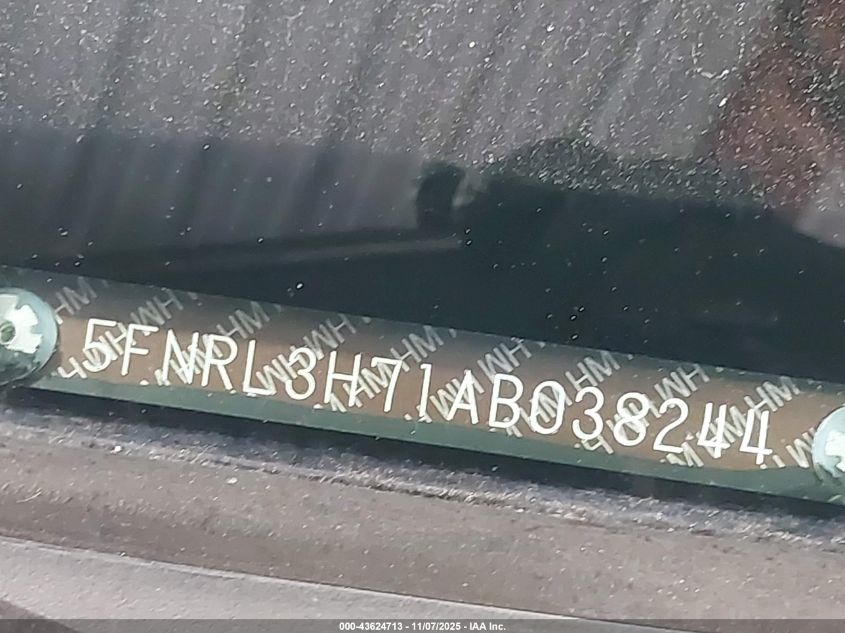 5FNRL3H71AB038244
000-43624713 - 11/07/2025 - IAA Inc.